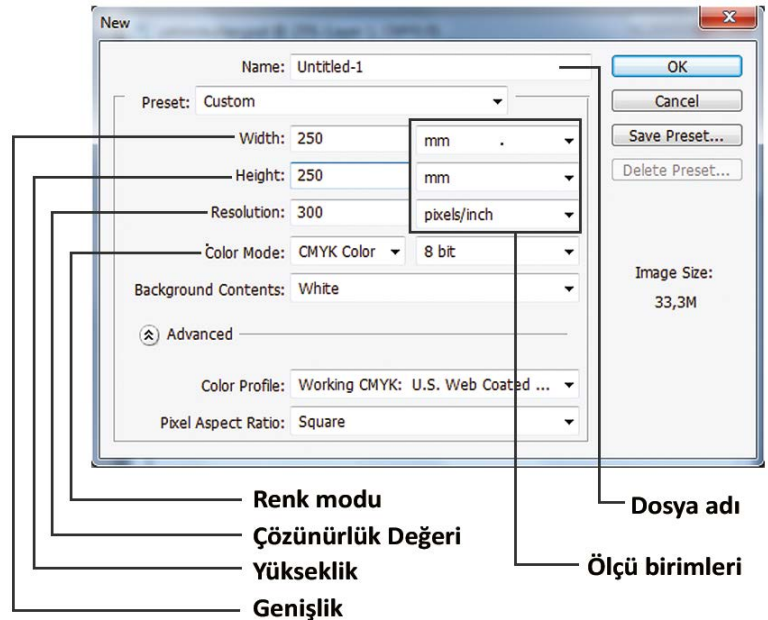 New
Name: Untitled-1
OK
Preset: Custom
Cancel
Width: 250 mm
Save Preset...
Height: 250 mm
Delete Preset...
Resolution: 300 pixels/inch
Color Mode: CMYK Color 8 bit
Image Size:
Background Contents: White
33,3M
Advanced
Color Profile: Working CMYK: U.S. Web Coated ...
Pixel Aspect Ratio: Square
Renk modu
Dosya adı
Çözünürlük Değeri
Yükseklik
Ölçü birimleri
Genişlik